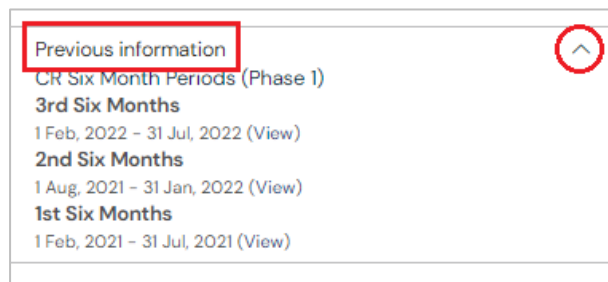 Previous information
CR Six Month Periods (Phase 1)
3rd Six Months
1 Feb, 2022 - 31 Jul, 2022 (View)
2nd Six Months
1 Aug, 2021 - 31 Jan, 2022 (View)
1st Six Months
1 Feb, 2021 - 31 Jul, 2021 (View)